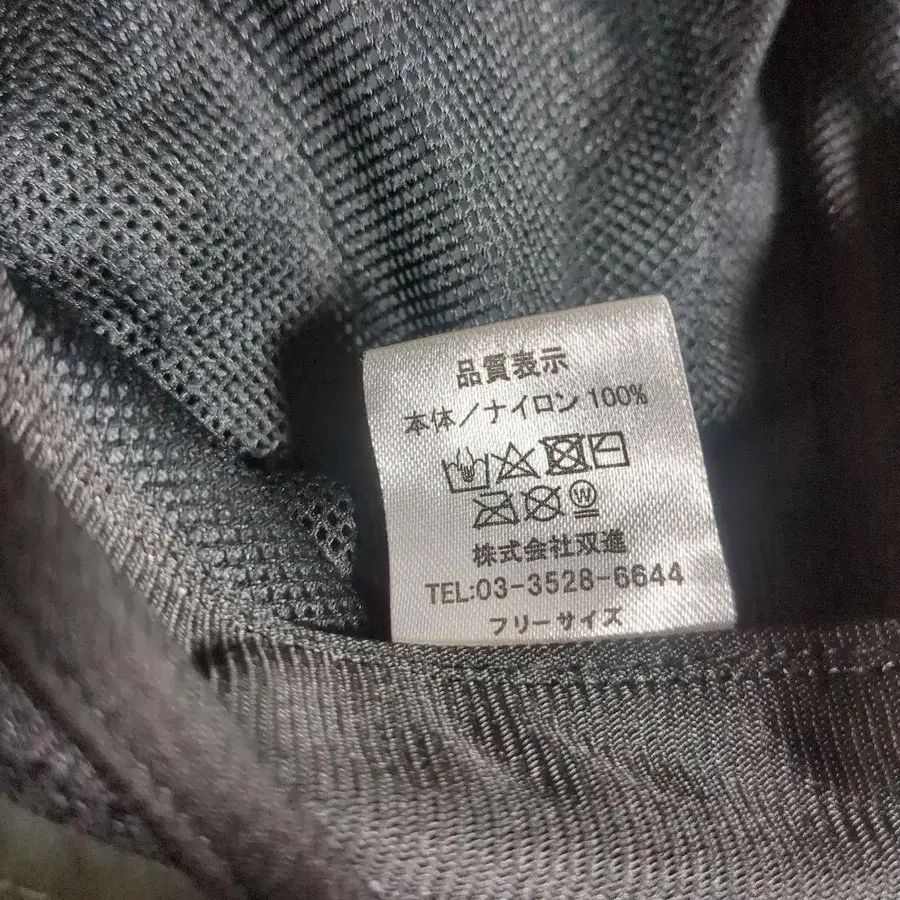 品質表示
本体/ナイロン 100%
W
株式会社双進
TEL:03-3528-6644
フリーサイズ